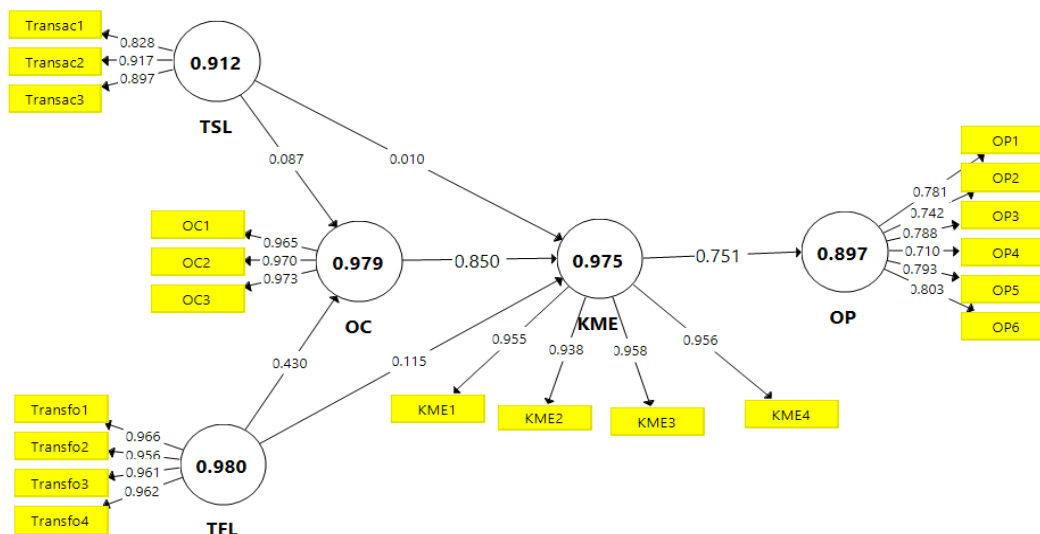 Transac1
0.828
Transac2
0.917
Transac3
0.897
0.912
TSL
0.087
0.010
OC1
0.965
OC2
0.970
OC3
0.973
0.979
OC
0.850
0.975
KME
0.751
0.897
OP
OP1
0.781
OP2
0.742
OP3
0.788
OP4
0.710
OP5
0.793
OP6
0.803
0.430
0.115
0.955
0.938
0.958
0.956
KME1
KME2
KME3
KME4
Transfo1
0.966
Transfo2
0.956
Transfo3
0.961
Transfo4
0.962
0.980
TFL